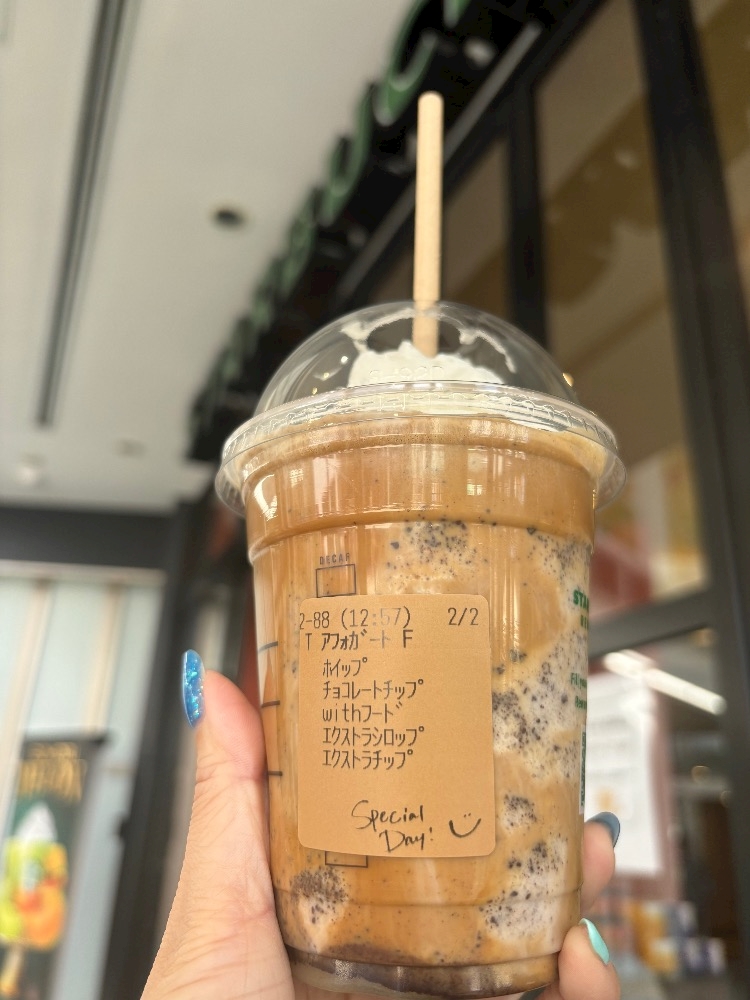 DECAF
2-88 (12:57) 2/2
T アフォガート F
ホイップ
チョコレートチップ
withフード
エクストラシロップ
エクストラチップ
Special
Day!